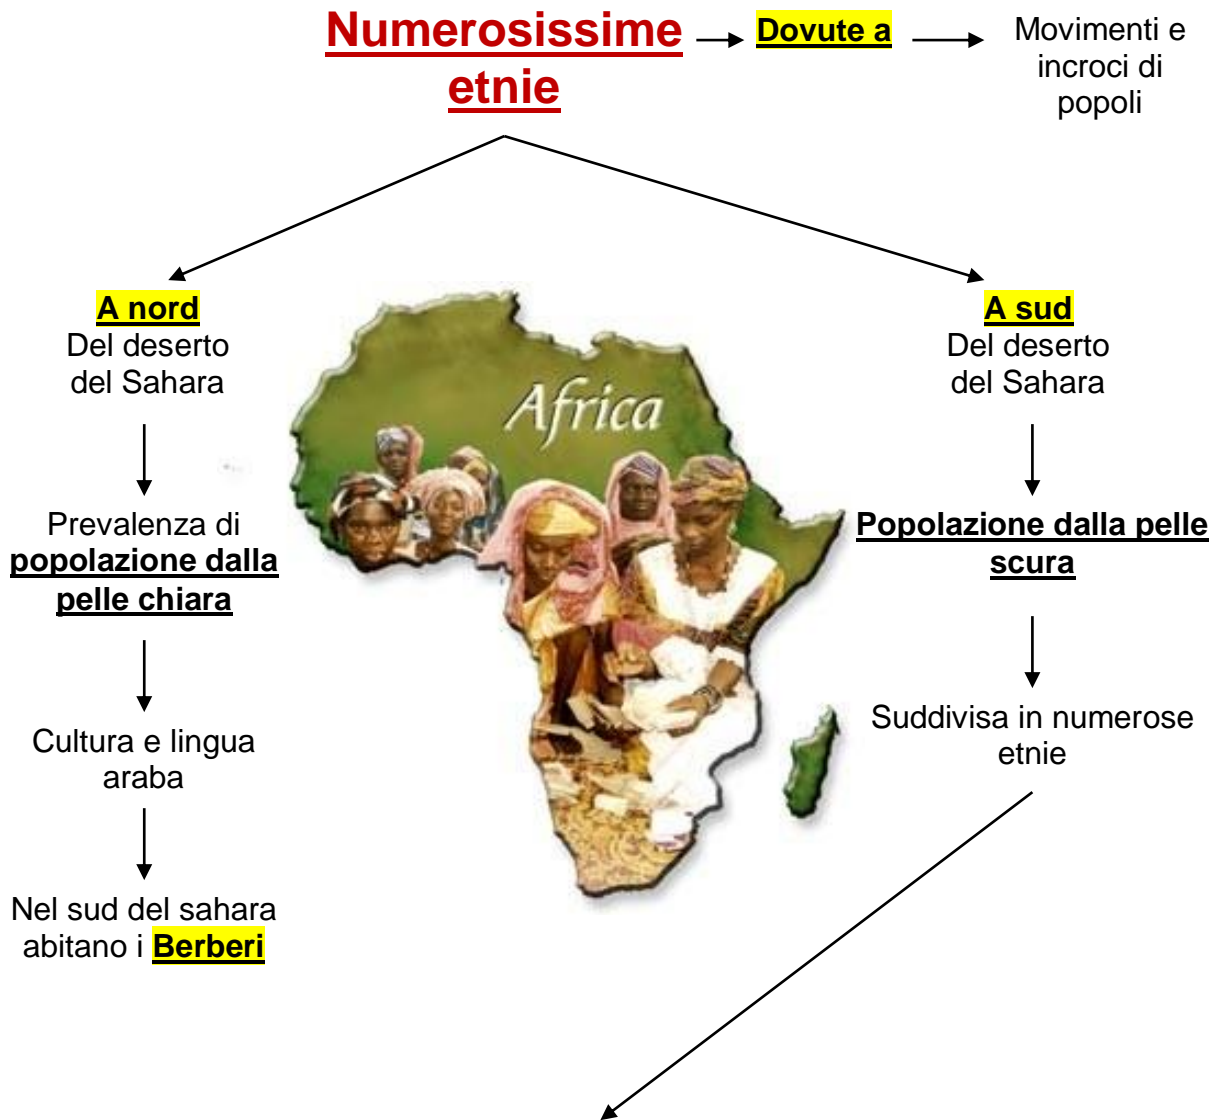 Numerosissime
etnie
Dovute a
Movimenti e
incroci di
popoli
A nord
Del deserto
del Sahara
Prevalenza di
popolazione dalla
pelle chiara
Cultura e lingua
araba
Nel sud del sahara
abitano i Berberi
Africa
A sud
Del deserto
del Sahara
Popolazione dalla pelle
scura
Suddivisa in numerose
etnie